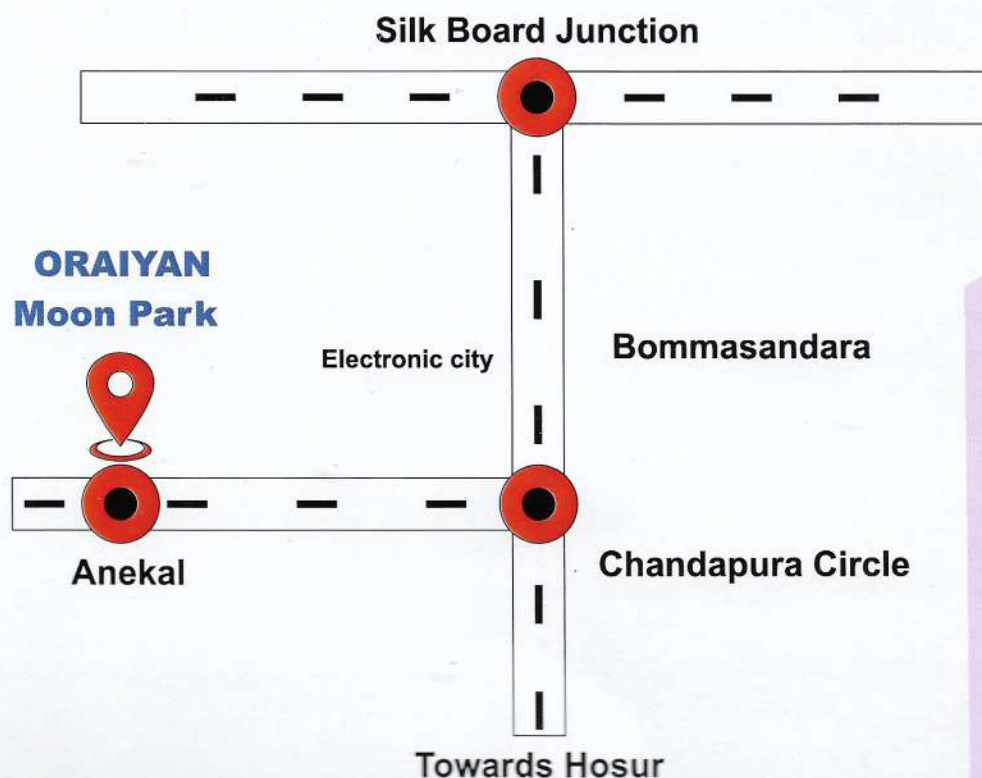 Silk Board Junction
ORAIYAN
Moon Park
Electronic city
Bommasandara
Anekal
Chandapura Circle
Towards Hosur